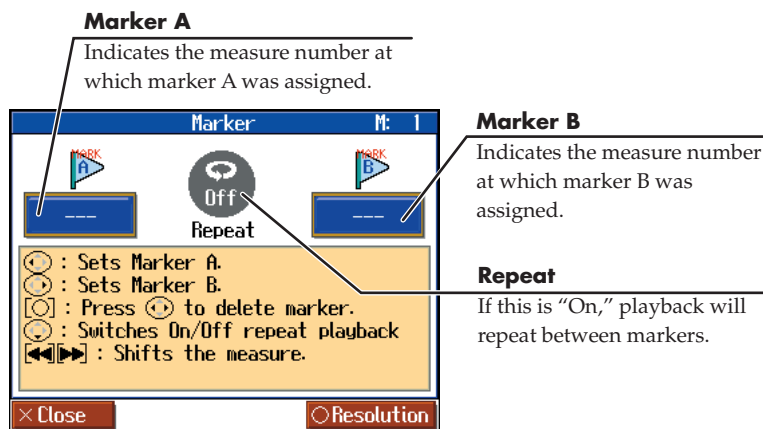 Marker A
Indicates the measure number at
which marker A was assigned.
Marker M: 1
MARK
A
---
Off
Repeat
MARK
B
---
: Sets Marker A.
: Sets Marker B.
[○] : Press to delete marker.
: Switches On/Off repeat playback
[◀◀][▶▶] : Shifts the measure.
×Close
○Resolution
Marker B
Indicates the measure number
at which marker B was
assigned.
Repeat
If this is “On,” playback will
repeat between markers.